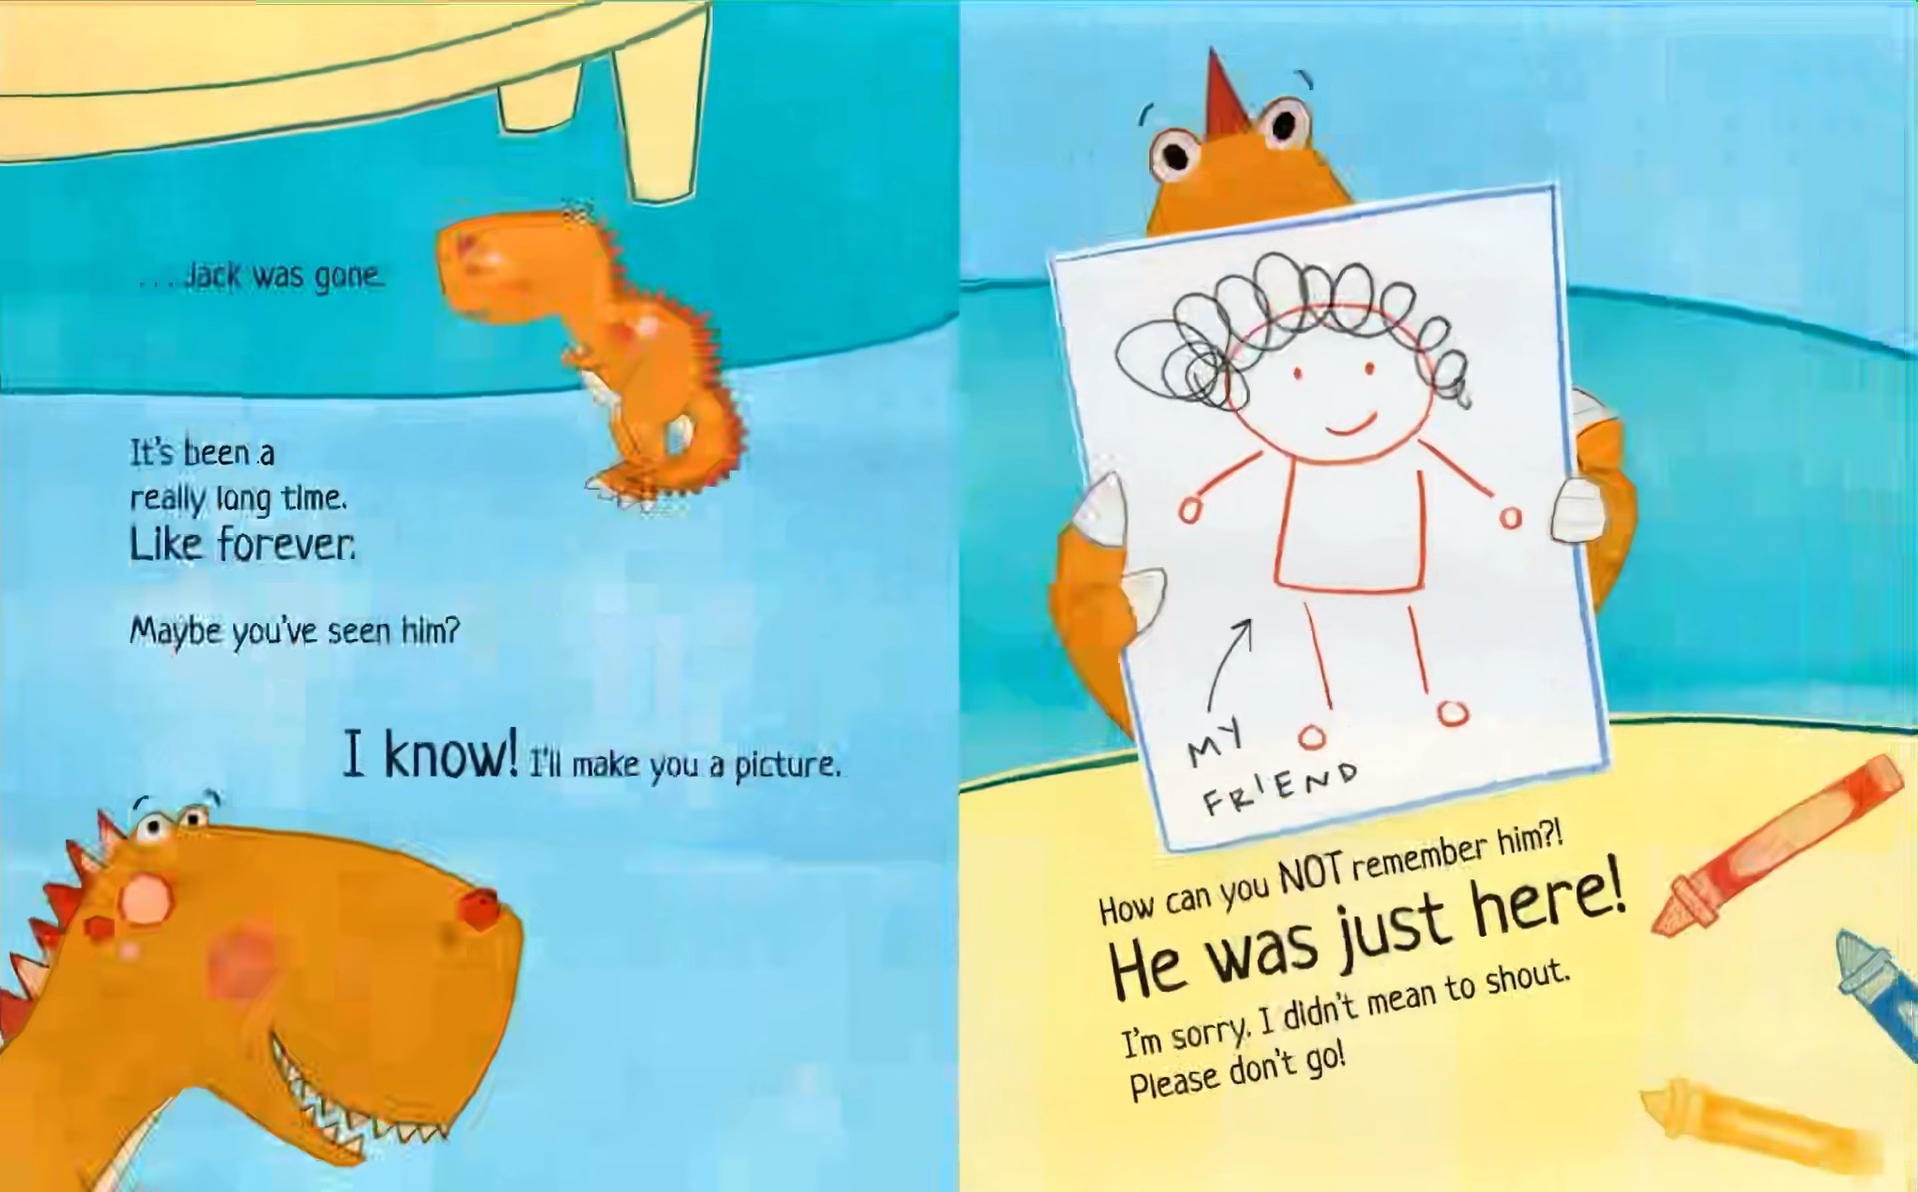 ....Jack was gone.
It's been a
really long time.
Like forever.
Maybe you've seen him?
I know! I'll make you a picture.
MY
FRIEND
How can you NOT remember him?!
He was just here!
I'm sorry. I didn't mean to shout.
Please don't go!